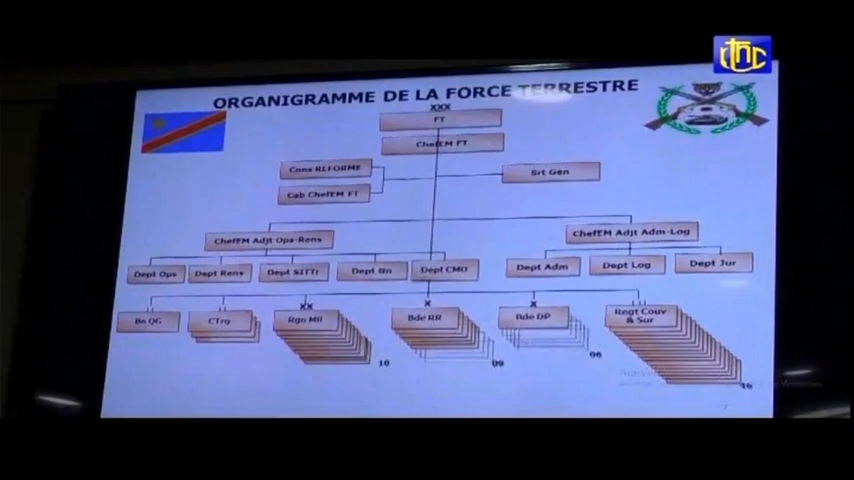 rtnc
ORGANIGRAMME DE LA FORCE TERRESTRE
XXX
FT
ChefEM FT
Cons REFORME
Srt Gen
Cab ChefEM FT
ChefEM Adjt Ops-Rens
ChefEM Adjt Adm-Log
Dept Ops
Dept Rens
Dept SITTr
Dept CMO
Dept Adm
Dept Log
Dept Jur
Bn QG
CTrg
XX
Rgn Mil
10
X
Bde RR
09
X
Bde DP
06
Regt Couv
& Sur
16
Windows